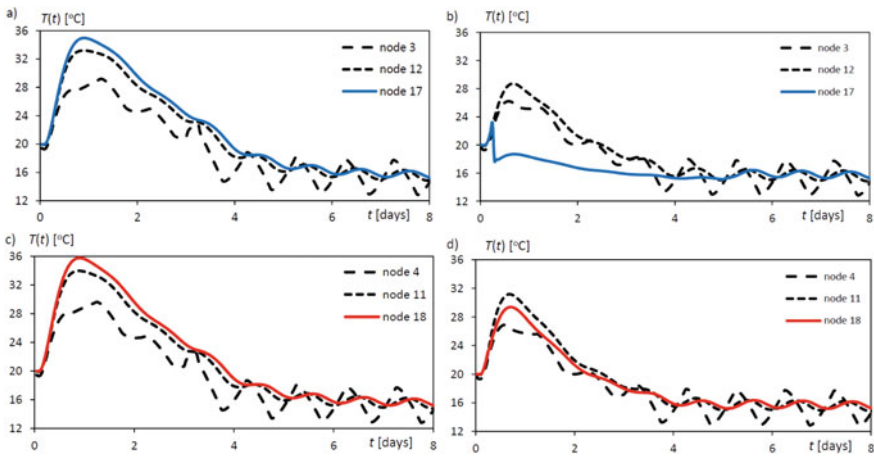 a) T(t) [°C]
36
32
28
24
20
16
12
0 2 4 6 8
t [days]
node 3
node 12
node 17
b) T(t) [°C]
36
32
28
24
20
16
12
0 2 4 6 8
t [days]
node 3
node 12
node 17
c) T(t) [°C]
36
32
28
24
20
16
12
0 2 4 6 8
t [days]
node 4
node 11
node 18
d) T(t) [°C]
36
32
28
24
20
16
12
0 2 4 6 8
t [days]
node 4
node 11
node 18